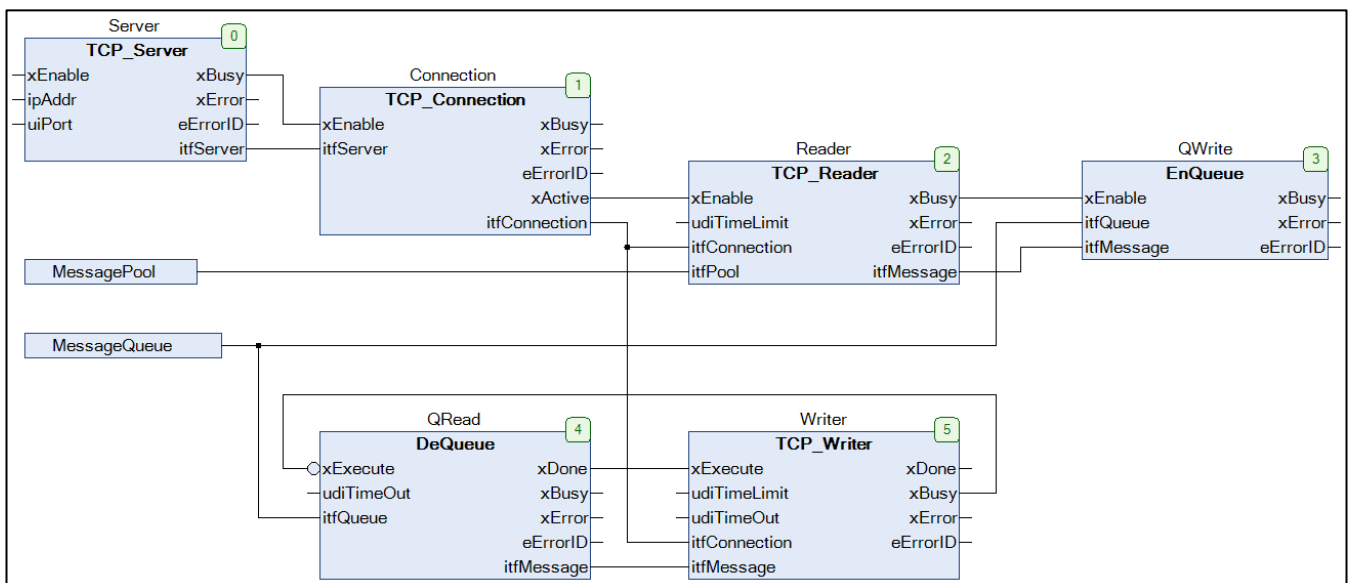 Server
0
TCP_Server
xEnable xBusy
ipAddr xError
uiPort eErrorID
itfServer
Connection
1
TCP_Connection
xEnable xBusy
itfServer xError
eErrorID
xActive
itfConnection
Reader
2
TCP_Reader
xEnable xBusy
udiTimeLimit xError
itfConnection eErrorID
itfPool itfMessage
QWrite
3
EnQueue
xEnable xBusy
itfQueue xError
itfMessage eErrorID
MessagePool
MessageQueue
QRead
4
DeQueue
xExecute xDone
udiTimeOut xBusy
itfQueue xError
eErrorID
itfMessage
Writer
5
TCP_Writer
xExecute xDone
udiTimeLimit xBusy
udiTimeOut xError
itfConnection eErrorID
itfMessage